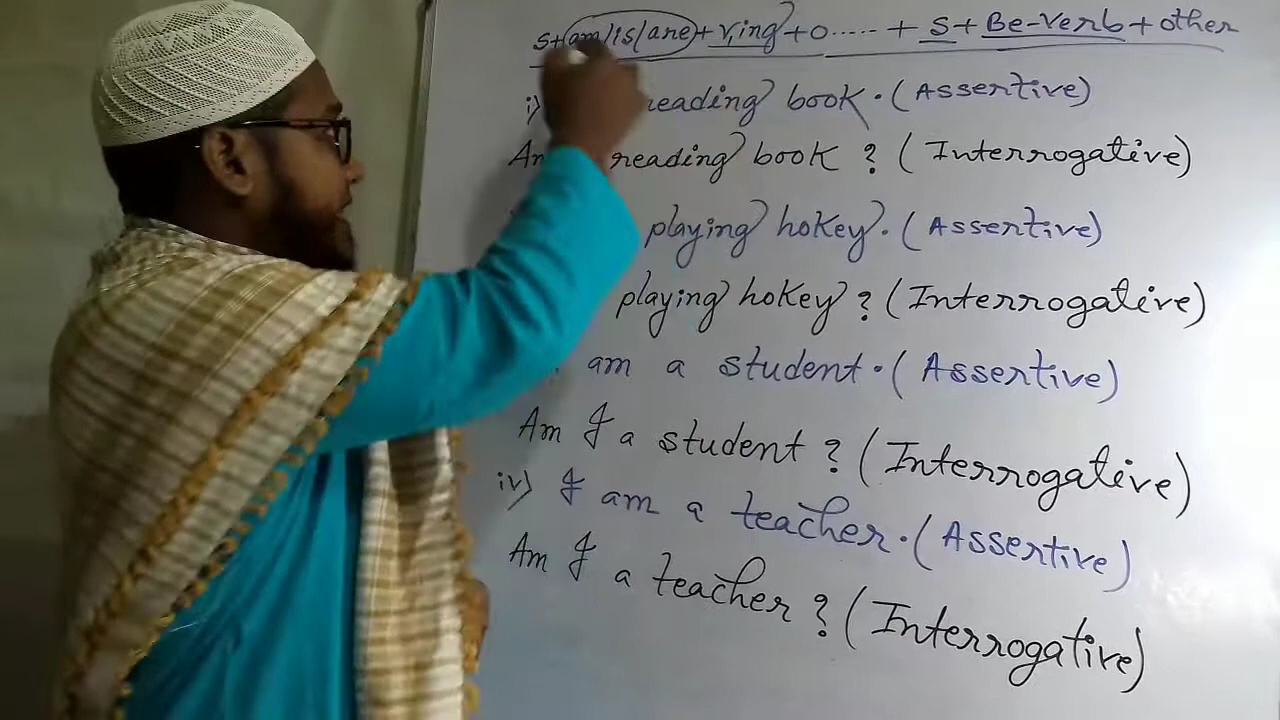 s+(am/is/are)+v,ing+o.....+ s+Be-verb+other
i) reading book.(Assertive)
reading book ? (Interrogative)
playing hokey.(Assertive)
playing hokey ? (Interrogative)
am a student.(Assertive)
Am I a student ? (Interrogative)
iv) I am a teacher.(Assertive)
Am I a teacher ? (Interrogative)